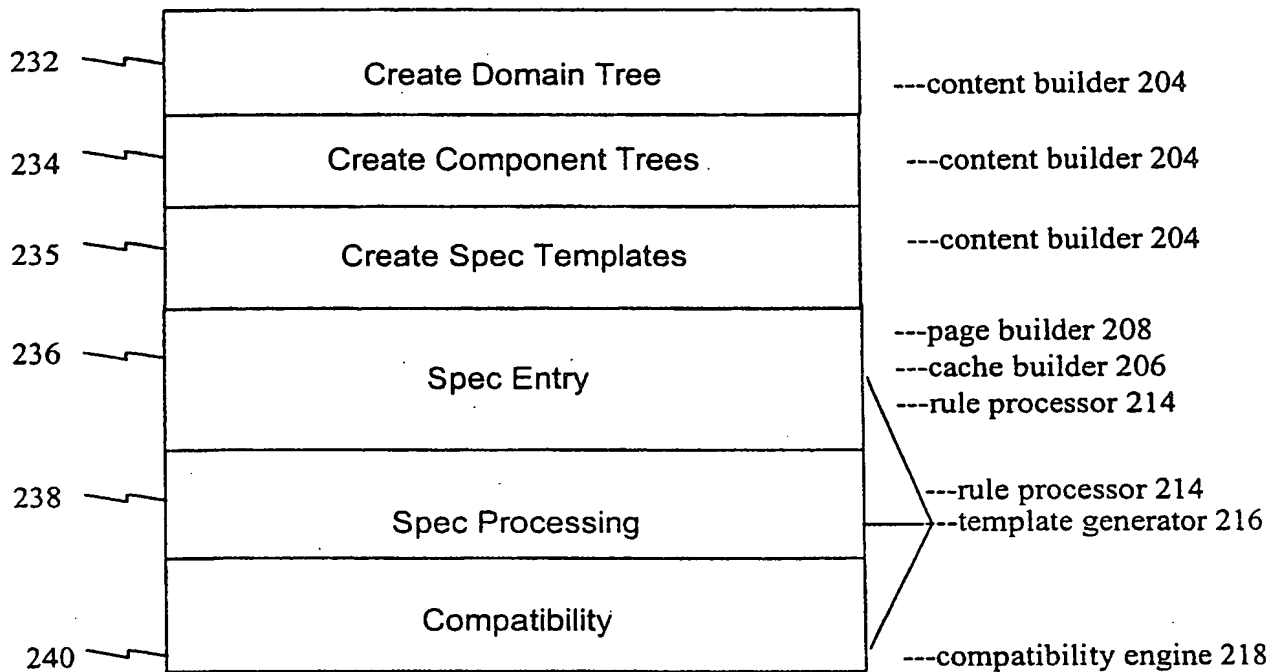 232
Create Domain Tree
---content builder 204
234
Create Component Trees
---content builder 204
235
Create Spec Templates
---content builder 204
236
Spec Entry
---page builder 208
---cache builder 206
---rule processor 214
238
Spec Processing
---rule processor 214
---template generator 216
240
Compatibility
---compatibility engine 218